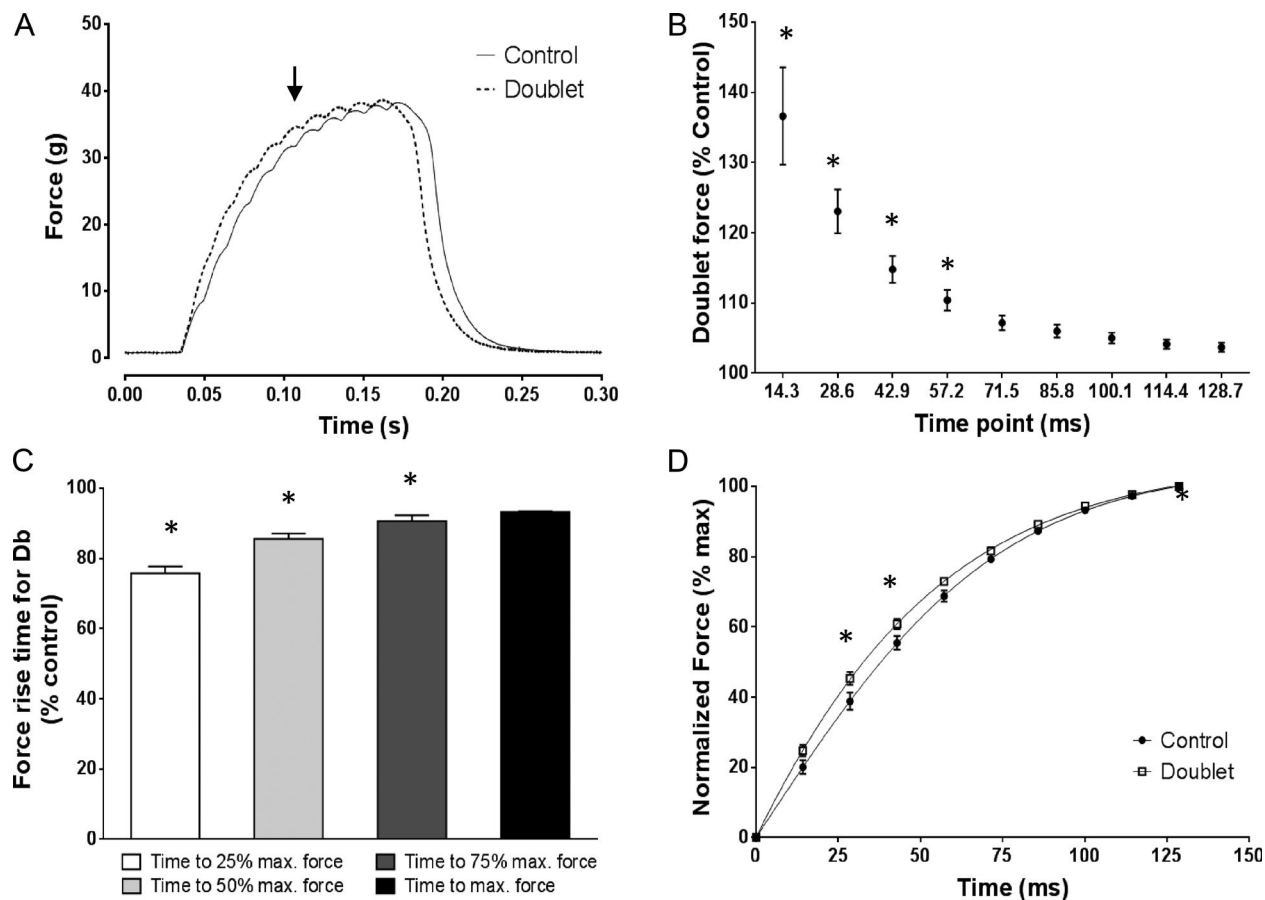 A
50
40
30
20
10
0
Force (g)
Control
Doublet
0.00 0.05 0.10 0.15 0.20 0.25 0.30
Time (s)
B
150
140
130
120
110
100
Doublet force (% Control)
* * * *
14.3 28.6 42.9 57.2 71.5 85.8 100.1 114.4 128.7
Time point (ms)
C
100
80
60
40
20
0
Force rise time for Db
(% control)
* * *
Time to 25% max. force
Time to 75% max. force
Time to 50% max. force
Time to max. force
D
100
80
60
40
20
0
Normalized Force (% max)
* * *
Control
Doublet
0 25 50 75 100 125 150
Time (ms)